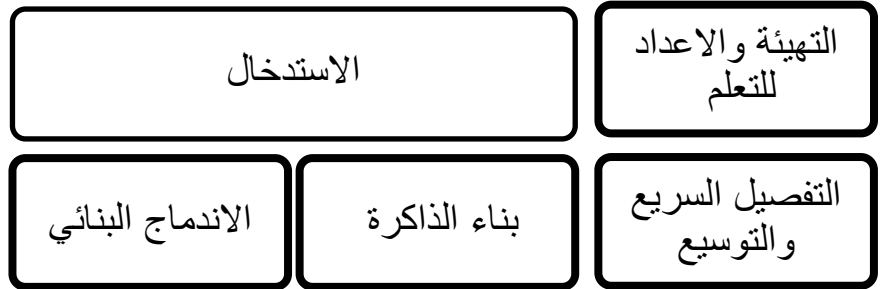 التهيئة والاعداد
للتعلم
الاستدخال
التفصيل السريع
والتوسيع
بناء الذاكرة
الاندماج البنائي